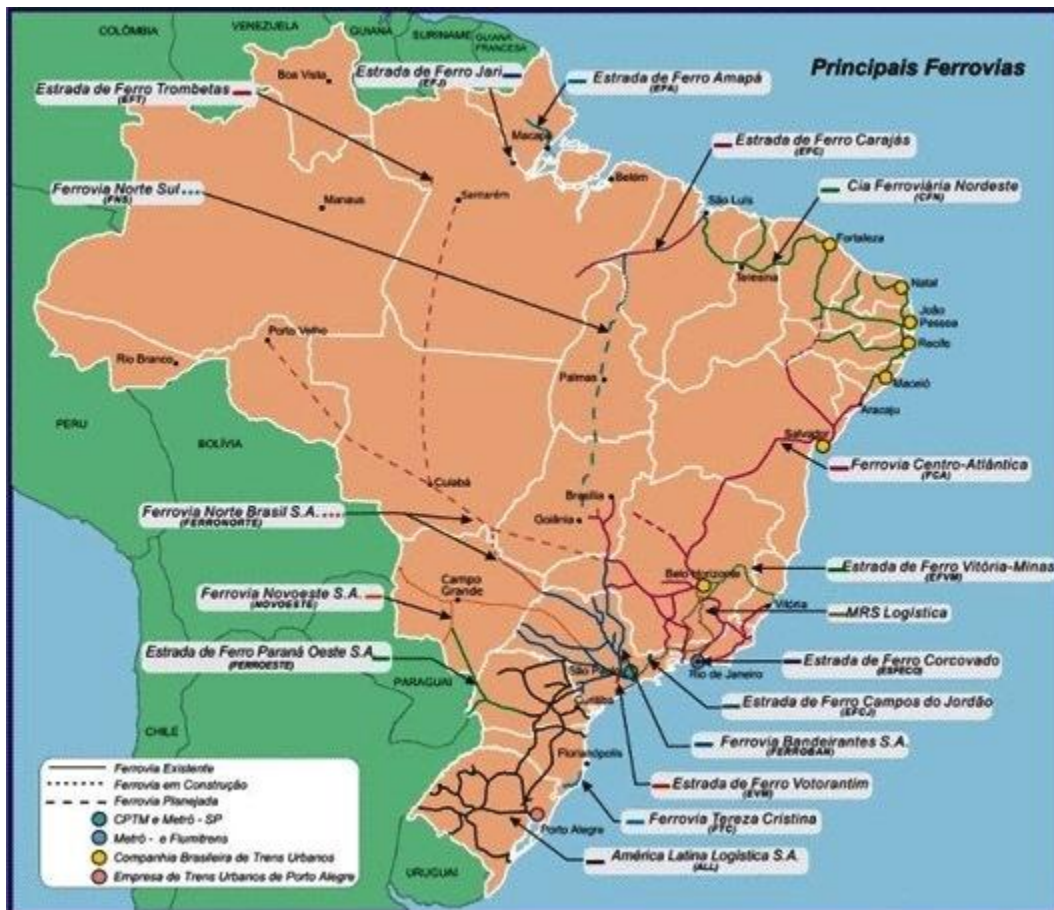 COLÔMBIA
VENEZUELA
GUIANA
SURINAME
GUIANA
FRANCESA
Principais Ferrovias
Boa Vista
Estrada de Ferro Jari
(EFJ)
Estrada de Ferro Amapá
(EFA)
Estrada de Ferro Trombetas
(EFT)
Macapá
Estrada de Ferro Carajás
(EFC)
Belém
Ferrovia Norte Sul
(FNS)
Manaus
Santarém
São Luís
Cia Ferroviária Nordeste
(CFN)
Fortaleza
Teresina
Natal
João
Pessoa
Recife
Porto Velho
Rio Branco
Palmas
Maceió
Aracaju
PERU
BOLÍVIA
Salvador
Ferrovia Centro-Atlântica
(FCA)
Cuiabá
Brasília
Goiânia
Ferrovia Norte Brasil S.A.
(FERRONORTE)
Estrada de Ferro Vitória-Minas
(EFVM)
Belo Horizonte
Campo
Grande
Ferrovia Novoeste S.A.
(NOVOESTE)
Vitória
MRS Logística
Estrada de Ferro Paraná Oeste S.A
(FERROESTE)
São Paulo
Rio de Janeiro
Estrada de Ferro Corcovado
(ESFECO)
PARAGUAI
Curitiba
Estrada de Ferro Campos do Jordão
(EFCJ)
CHILE
Florianópolis
Ferrovia Bandeirantes S.A.
(FERROBAN)
Estrada de Ferro Votorantim
(EVM)
Ferrovia Tereza Cristina
(FTC)
Porto Alegre
América Latina Logística S.A.
(ALL)
URUGUAI
Ferrovia Existente
Ferrovia em Construção
Ferrovia Planejada
CPTM e Metrô - SP
Metrô - e Flumitrens
Companhia Brasileira de Trens Urbanos
Empresa de Trens Urbanos de Porto Alegre